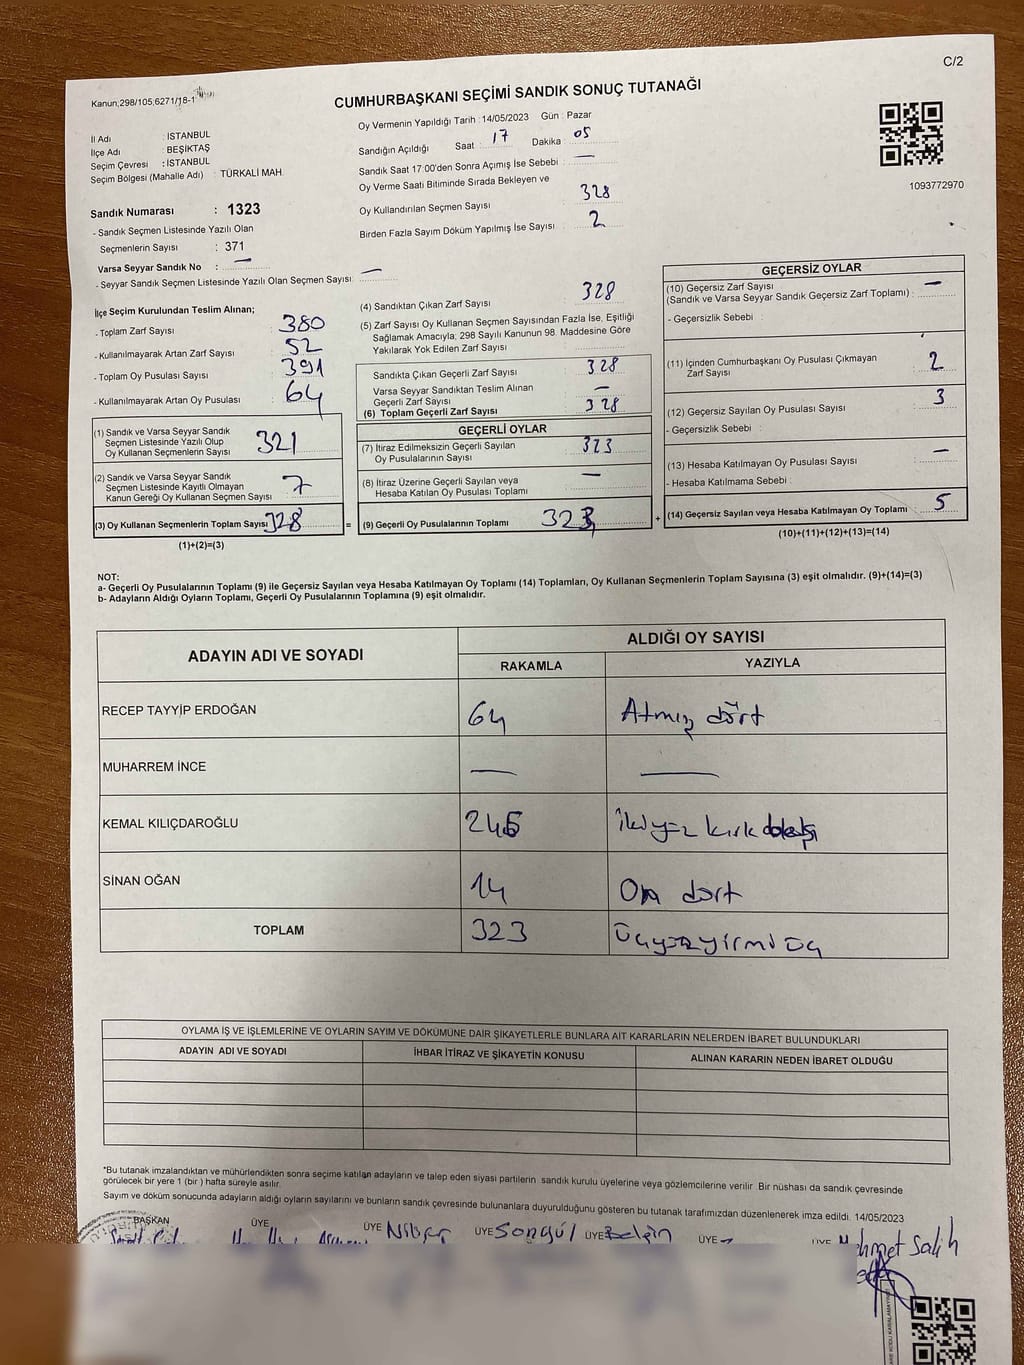 C/2
Kanun;298/105,6271/18-1
CUMHURBAŞKANI SEÇİMİ SANDIK SONUÇ TUTANAĞI
İl Adı : İSTANBUL
İlçe Adı : BEŞİKTAŞ
Seçim Çevresi : İSTANBUL
Seçim Bölgesi (Mahalle Adı) : TÜRKALİ MAH.
Sandık Numarası : 1323
- Sandık Seçmen Listesinde Yazılı Olan
Seçmenlerin Sayısı : 371
Varsa Seyyar Sandık No : —
- Seyyar Sandık Seçmen Listesinde Yazılı Olan Seçmen Sayısı —
Oy Vermenin Yapıldığı Tarih : 14/05/2023 Gün : Pazar
Sandığın Açıldığı Saat : 17 Dakika : 05
Sandık Saat 17:00'den Sonra Açımış İse Sebebi : —
Oy Verme Saati Bitiminde Sırada Bekleyen ve
Oy Kullandırılan Seçmen Sayısı : 328
Birden Fazla Sayım Döküm Yapılmış İse Sayısı : 2
1093772970
İlçe Seçim Kurulundan Teslim Alınan;
- Toplam Zarf Sayısı : 380
- Kullanılmayarak Artan Zarf Sayısı : 52
- Toplam Oy Pusulası Sayısı : 391
- Kullanılmayarak Artan Oy Pusulası : 64
(1) Sandık ve Varsa Seyyar Sandık
Seçmen Listesinde Yazılı Olup
Oy Kullanan Seçmenlerin Sayısı : 321
(2) Sandık ve Varsa Seyyar Sandık
Seçmen Listesinde Kayıtlı Olmayan
Kanun Gereği Oy Kullanan Seçmen Sayısı : 7
(3) Oy Kullanan Seçmenlerin Toplam Sayısı 328
(1)+(2)=(3)
(4) Sandıktan Çıkan Zarf Sayısı : 328
(5) Zarf Sayısı Oy Kullanan Seçmen Sayısından Fazla İse, Eşitliği
Sağlamak Amacıyla; 298 Sayılı Kanunun 98. Maddesine Göre
Yakılarak Yok Edilen Zarf Sayısı :
Sandıkta Çıkan Geçerli Zarf Sayısı : 328
Varsa Seyyar Sandıktan Teslim Alınan
Geçerli Zarf Sayısı : —
(6) Toplam Geçerli Zarf Sayısı : 328
GEÇERLİ OYLAR
(7) İtiraz Edilmeksizin Geçerli Sayılan
Oy Pusulalarının Sayısı : 323
(8) İtiraz Üzerine Geçerli Sayılan veya
Hesaba Katılan Oy Pusulası Toplamı : —
= (9) Geçerli Oy Pusulalarının Toplamı 323
GEÇERSİZ OYLAR
(10) Geçersiz Zarf Sayısı
(Sandık ve Varsa Seyyar Sandık Geçersiz Zarf Toplamı) : —
- Geçersizlik Sebebi :
(11) İçinden Cumhurbaşkanı Oy Pusulası Çıkmayan
Zarf Sayısı : 2
(12) Geçersiz Sayılan Oy Pusulası Sayısı : 3
- Geçersizlik Sebebi :
(13) Hesaba Katılmayan Oy Pusulası Sayısı : —
- Hesaba Katılmama Sebebi :
+ (14) Geçersiz Sayılan veya Hesaba Katılmayan Oy Toplamı : 5
(10)+(11)+(12)+(13)=(14)
NOT:
a- Geçerli Oy Pusulalarının Toplamı (9) ile Geçersiz Sayılan veya Hesaba Katılmayan Oy Toplamı (14) Toplamları, Oy Kullanan Seçmenlerin Toplam Sayısına (3) eşit olmalıdır. (9)+(14)=(3)
b- Adayların Aldığı Oyların Toplamı, Geçerli Oy Pusulalarının Toplamına (9) eşit olmalıdır.
ADAYIN ADI VE SOYADI ALDIĞI OY SAYISI
RAKAMLA YAZIYLA
RECEP TAYYİP ERDOĞAN 64 Atmış dört
MUHARREM İNCE — —
KEMAL KILIÇDAROĞLU 245 İkiyüz kırk
SİNAN OĞAN 14 On dört
TOPLAM 323 Üçyüzyirmi üç
OYLAMA İŞ VE İŞLEMLERİNE VE OYLARIN SAYIM VE DÖKÜMÜNE DAİR ŞİKAYETLERLE BUNLARA AİT KARARLARIN NELERDEN İBARET BULUNDUKLARI
ADAYIN ADI VE SOYADI İHBAR İTİRAZ VE ŞİKAYETİN KONUSU ALINAN KARARIN NEDEN İBARET OLDUĞU
*Bu tutanak imzalandıktan ve mühürlendikten sonra seçime katılan adayların ve talep eden siyasi partilerin sandık kurulu üyelerine veya gözlemcilerine verilir Bir nüshası da sandık çevresinde
görülecek bir yere 1 (bir ) hafta süreyle asılır.
Sayım ve döküm sonucunda adayların aldığı oyların sayılarını ve bunların sandık çevresinde bulunanlara duyurulduğunu gösteren bu tutanak tarafımızdan düzenlenerek imza edildi. 14/05/2023
BAŞKAN ÜYE ÜYE Nilser ÜYE Songül ÜYE Belgin ÜYE — ÜYE Mehmet Salih